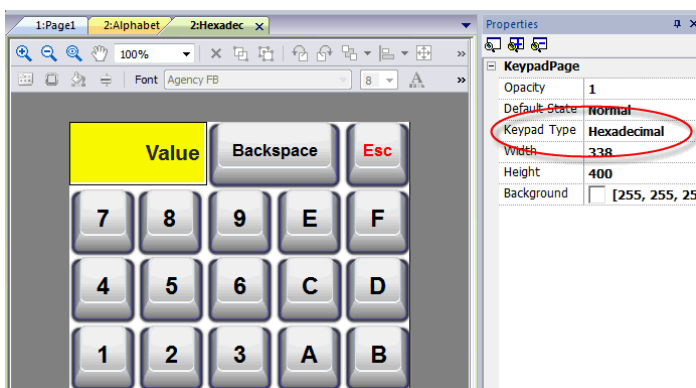 1:Page1 2:Alphabet 2:Hexadec x
100%
Font Agency FB 8 A
Value Backspace Esc
7 8 9 E F
4 5 6 C D
1 2 3 A B
Properties
KeypadPage
Opacity 1
Default State Normal
Keypad Type Hexadecimal
Width 338
Height 400
Background [255, 255, 25